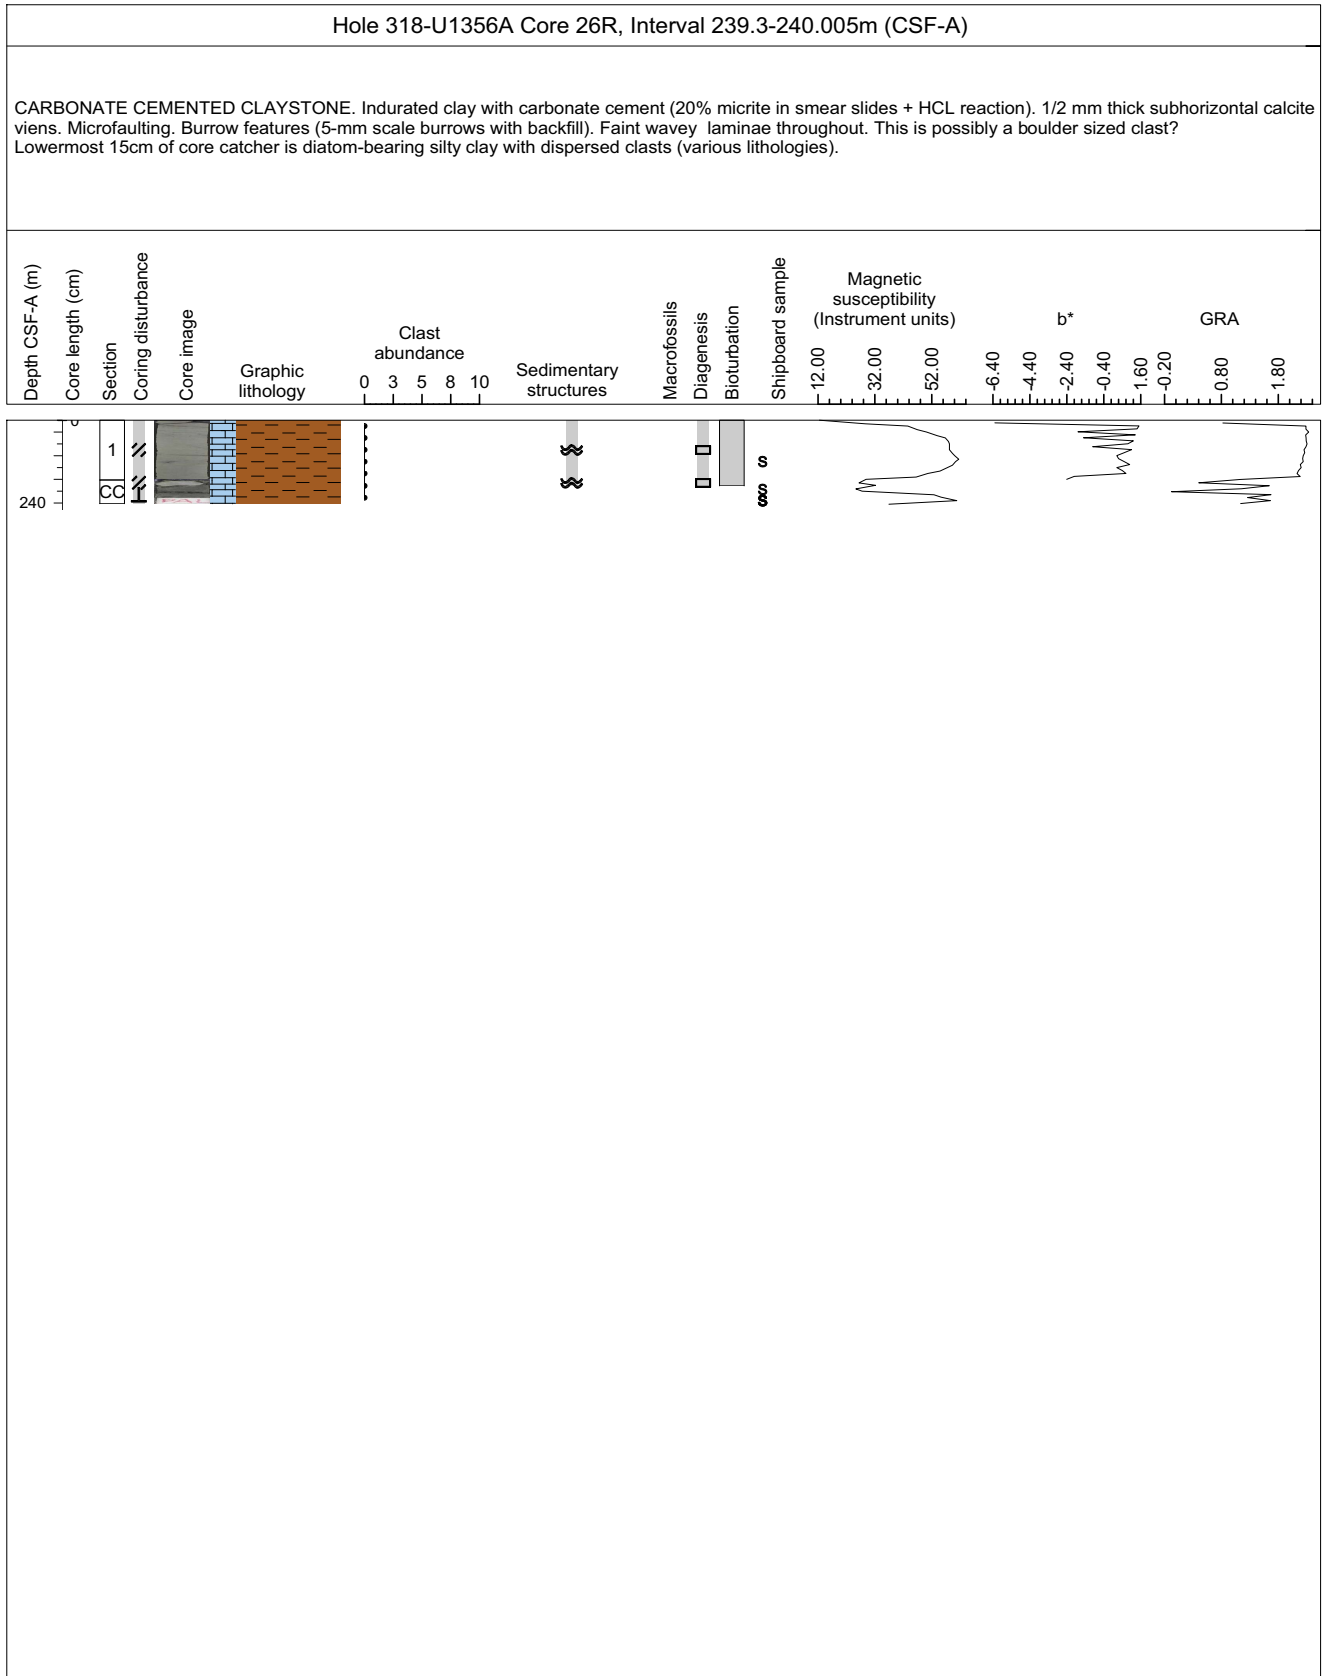 Hole 318-U1356A Core 26R, Interval 239.3-240.005m (CSF-A)
CARBONATE CEMENTED CLAYSTONE. Indurated clay with carbonate cement (20% micrite in smear slides + HCL reaction). 1/2 mm thick subhorizontal calcite
viens. Microfaulting. Burrow features (5-mm scale burrows with backfill). Faint wavey laminae throughout. This is possibly a boulder sized clast?
Lowermost 15cm of core catcher is diatom-bearing silty clay with dispersed clasts (various lithologies).
Depth CSF-A (m)
Core length (cm)
Section
Coring disturbance
Core image
Graphic
lithology
Clast
abundance
0 3 5 8 10
Sedimentary
structures
Macrofossils
Diagenesis
Bioturbation
Shipboard sample
Magnetic
susceptibility
(Instrument units)
12.00
32.00
52.00
b*
-6.40
-4.40
-2.40
-0.40
1.60
GRA
-0.20
0.80
1.80
0
1
S
CC
S
S
240
PAL